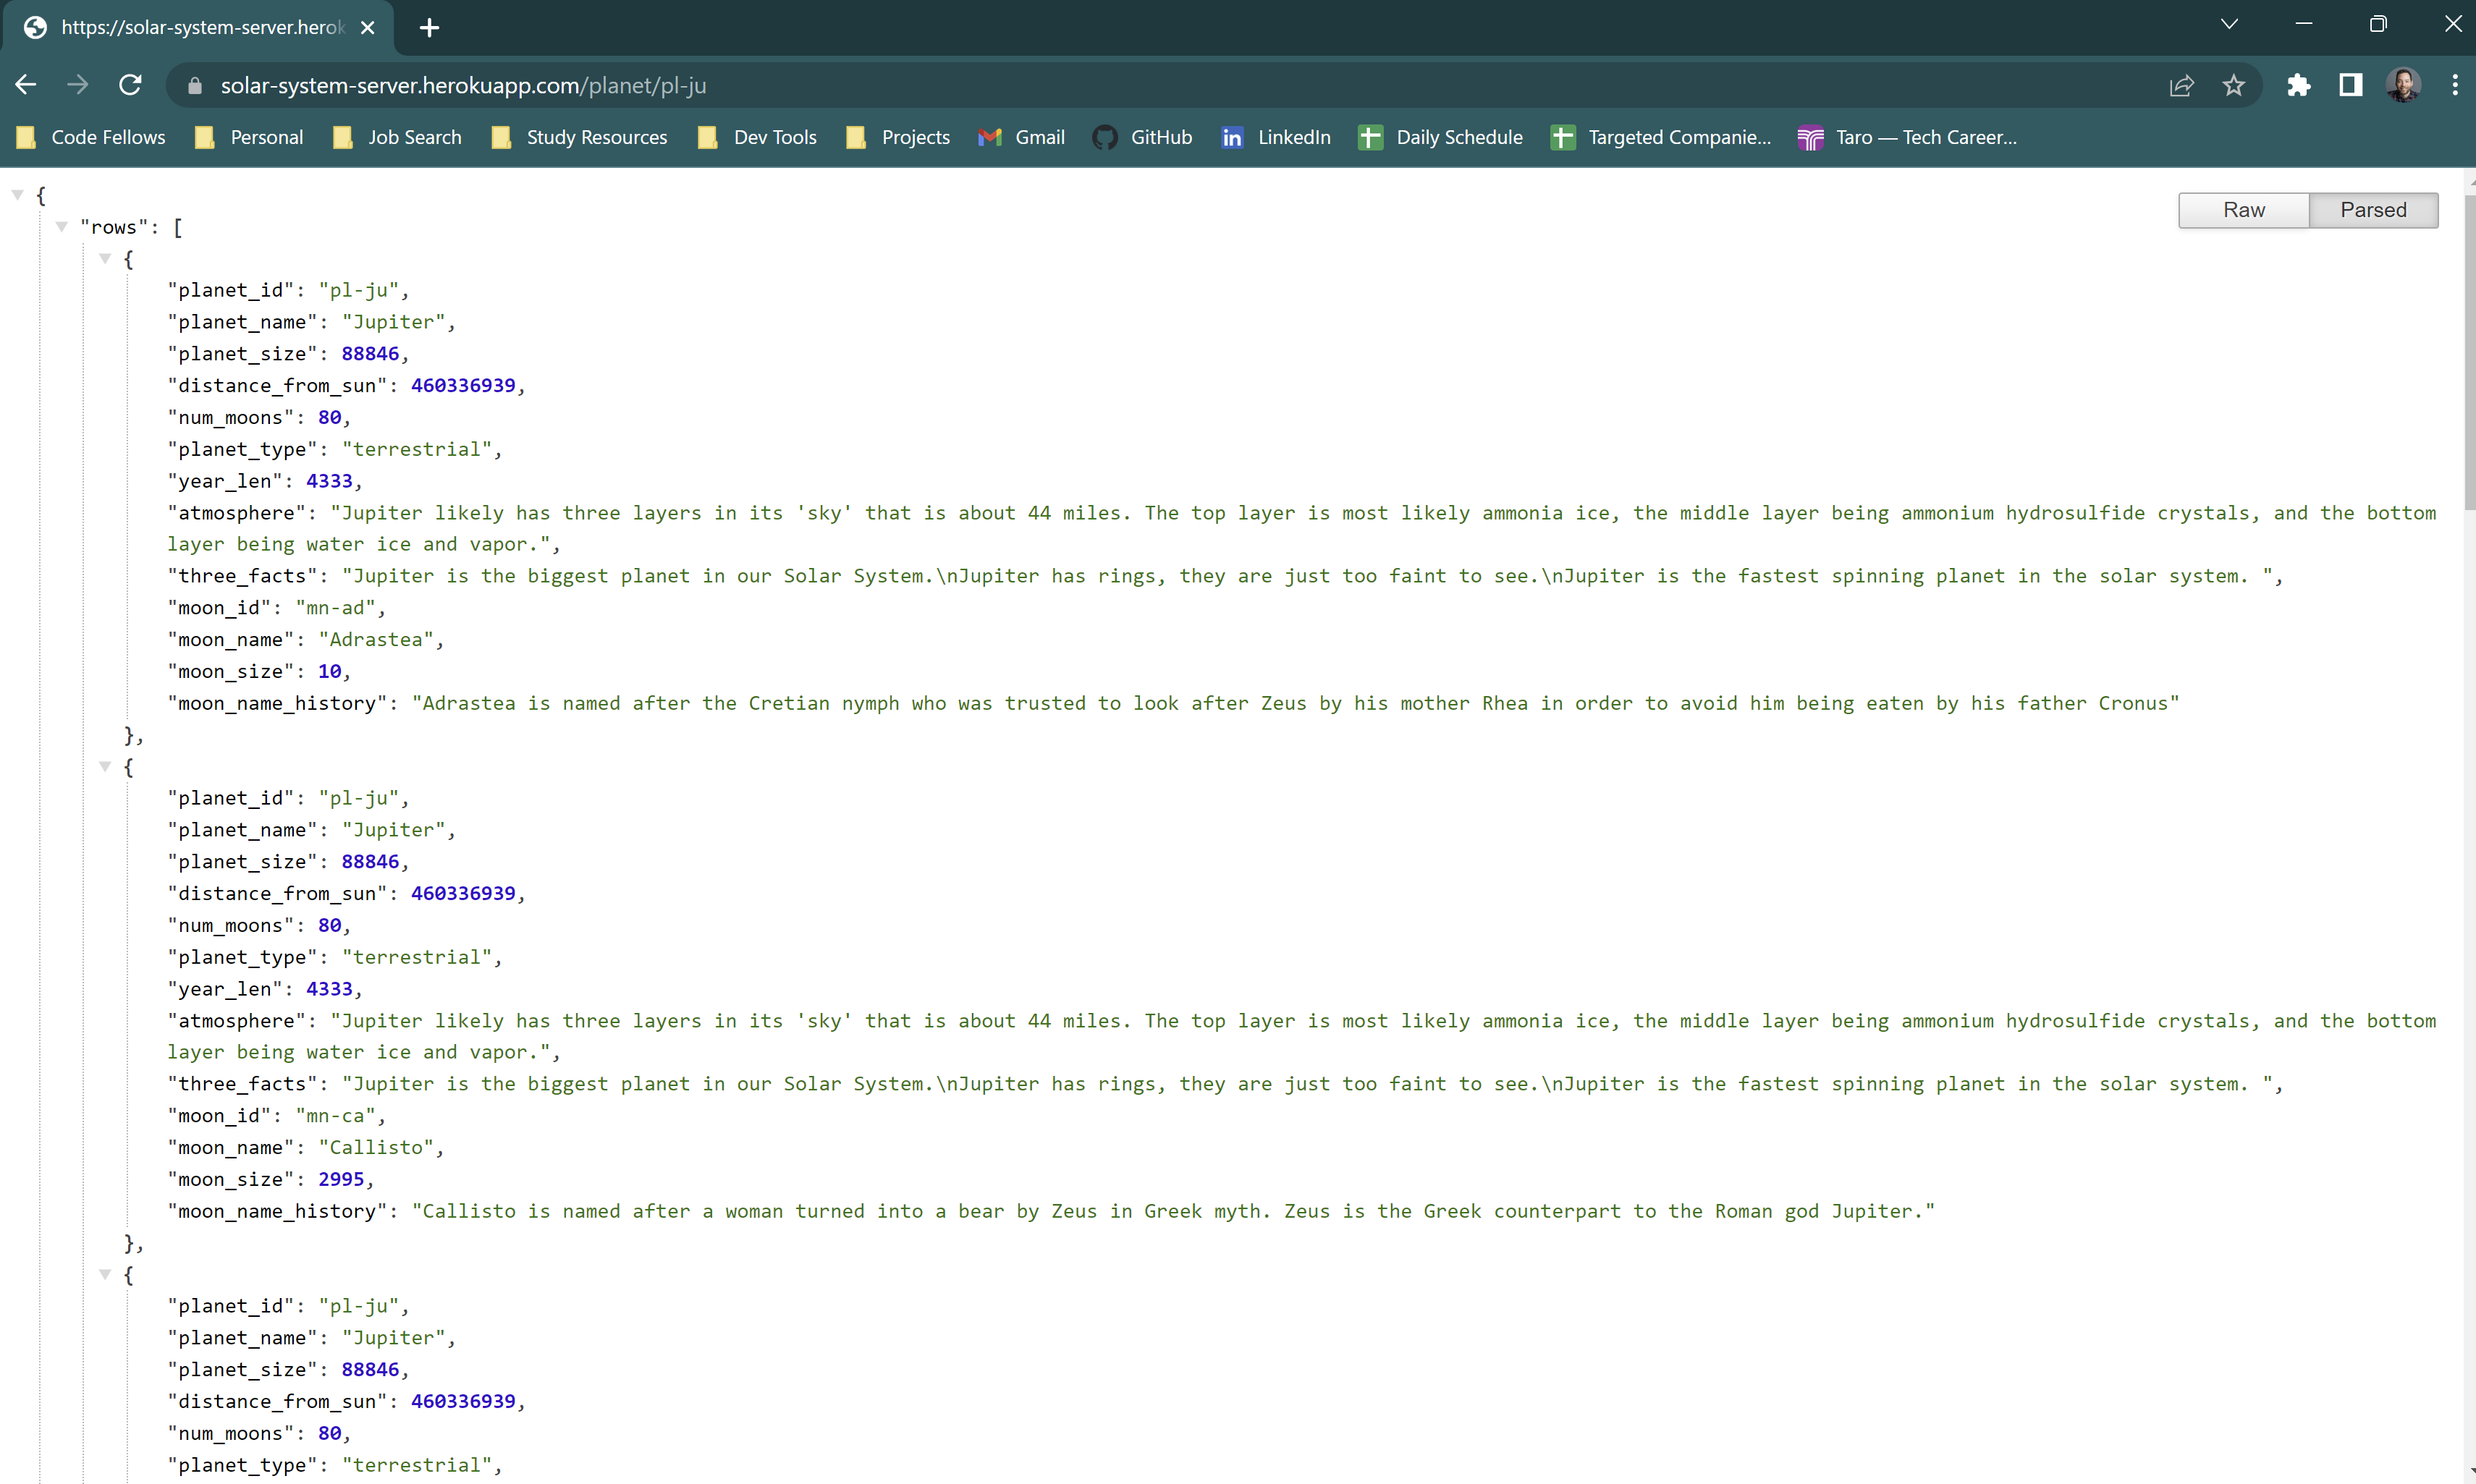 https://solar-system-server.herok
solar-system-server.herokuapp.com/planet/pl-ju
Code Fellows Personal Job Search Study Resources Dev Tools Projects Gmail GitHub LinkedIn Daily Schedule Targeted Companie... Taro — Tech Career...
Raw Parsed
{
"rows": [
{
"planet_id": "pl-ju",
"planet_name": "Jupiter",
"planet_size": 88846,
"distance_from_sun": 460336939,
"num_moons": 80,
"planet_type": "terrestrial",
"year_len": 4333,
"atmosphere": "Jupiter likely has three layers in its 'sky' that is about 44 miles. The top layer is most likely ammonia ice, the middle layer being ammonium hydrosulfide crystals, and the bottom
layer being water ice and vapor.",
"three_facts": "Jupiter is the biggest planet in our Solar System.\nJupiter has rings, they are just too faint to see.\nJupiter is the fastest spinning planet in the solar system. ",
"moon_id": "mn-ad",
"moon_name": "Adrastea",
"moon_size": 10,
"moon_name_history": "Adrastea is named after the Cretian nymph who was trusted to look after Zeus by his mother Rhea in order to avoid him being eaten by his father Cronus"
},
{
"planet_id": "pl-ju",
"planet_name": "Jupiter",
"planet_size": 88846,
"distance_from_sun": 460336939,
"num_moons": 80,
"planet_type": "terrestrial",
"year_len": 4333,
"atmosphere": "Jupiter likely has three layers in its 'sky' that is about 44 miles. The top layer is most likely ammonia ice, the middle layer being ammonium hydrosulfide crystals, and the bottom
layer being water ice and vapor.",
"three_facts": "Jupiter is the biggest planet in our Solar System.\nJupiter has rings, they are just too faint to see.\nJupiter is the fastest spinning planet in the solar system. ",
"moon_id": "mn-ca",
"moon_name": "Callisto",
"moon_size": 2995,
"moon_name_history": "Callisto is named after a woman turned into a bear by Zeus in Greek myth. Zeus is the Greek counterpart to the Roman god Jupiter."
},
{
"planet_id": "pl-ju",
"planet_name": "Jupiter",
"planet_size": 88846,
"distance_from_sun": 460336939,
"num_moons": 80,
"planet_type": "terrestrial",